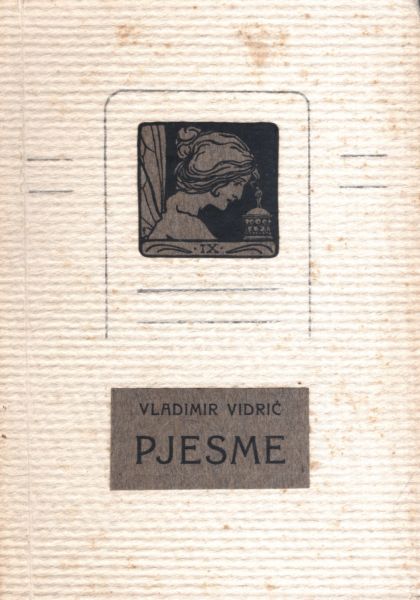 · IX ·
VLADIMIR VIDRIĆ
PJESME